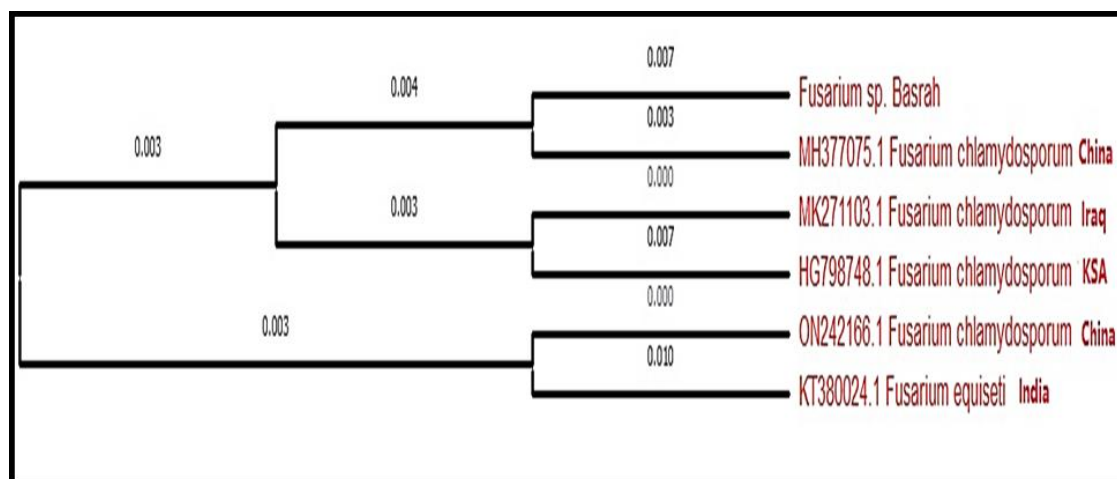 0.007
0.004
Fusarium sp. Basrah
0.003
0.003
MH377075.1 Fusarium chlamydosporum China
0.000
0.003
MK271103.1 Fusarium chlamydosporum Iraq
0.007
HG798748.1 Fusarium chlamydosporum KSA
0.000
0.003
ON242166.1 Fusarium chlamydosporum China
0.010
KT380024.1 Fusarium equiseti India